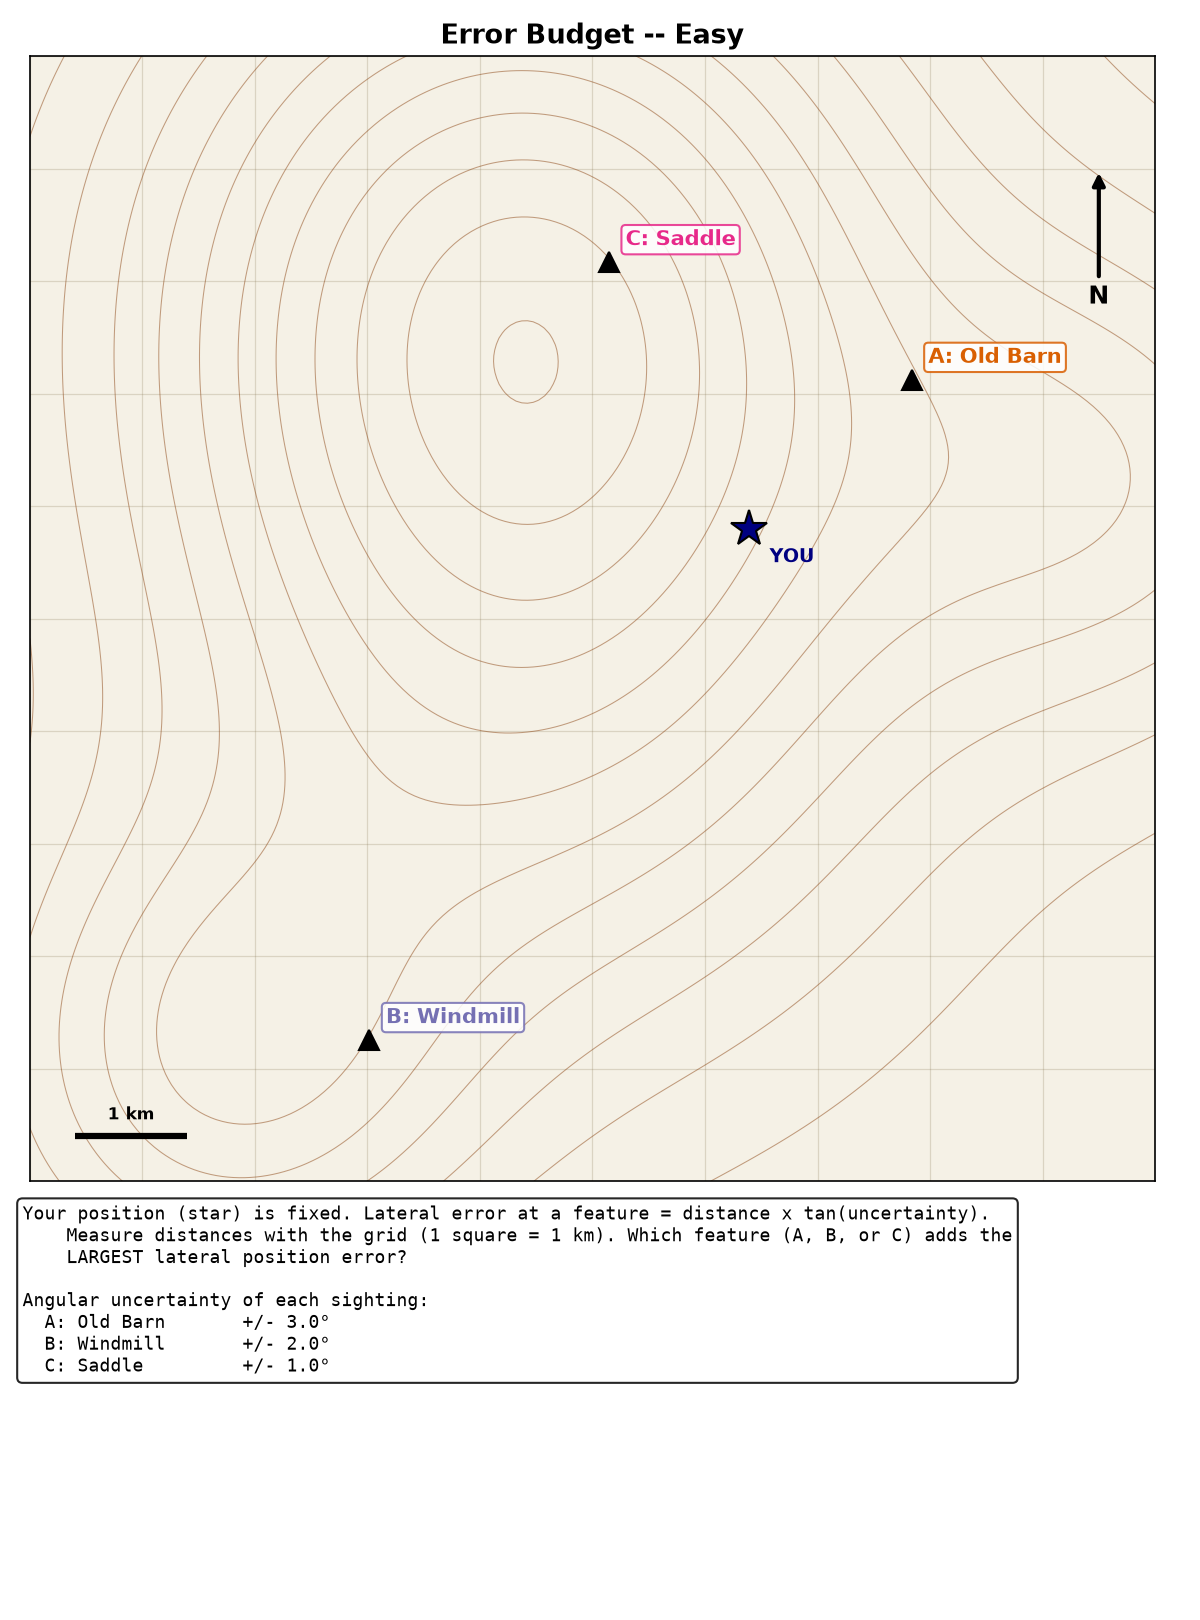 Error Budget -- Easy
C: Saddle
N
A: Old Barn
YOU
B: Windmill
1 km
Your position (star) is fixed. Lateral error at a feature = distance x tan(uncertainty).
Measure distances with the grid (1 square = 1 km). Which feature (A, B, or C) adds the
LARGEST lateral position error?
Angular uncertainty of each sighting:
A: Old Barn +/- 3.0°
B: Windmill +/- 2.0°
C: Saddle +/- 1.0°